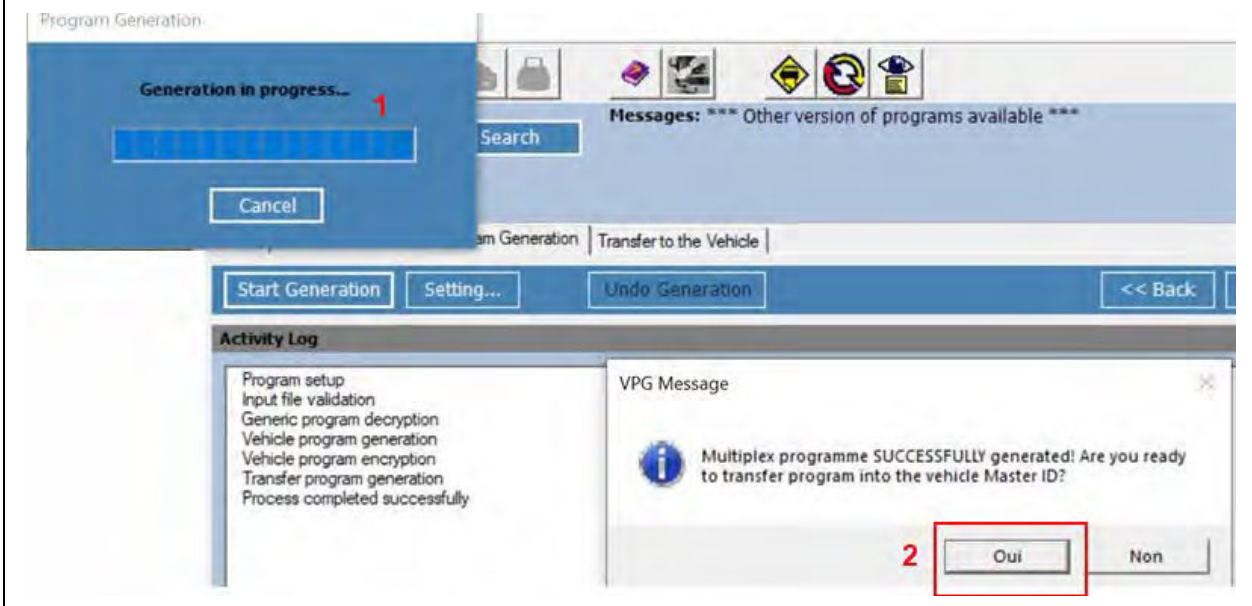 Program Generation
Generation in progress...
1
Cancel
Search
Messages: *** Other version of programs available ***
am Generation
Transfer to the Vehicle
Start Generation
Setting...
Undo Generation
<< Back
Activity Log
Program setup
Input file validation
Generic program decryption
Vehicle program generation
Vehicle program encryption
Transfer program generation
Process completed successfully
VPG Message
Multiplex programme SUCCESSFULLY generated! Are you ready
to transfer program into the vehicle Master ID?
2
Oui
Non